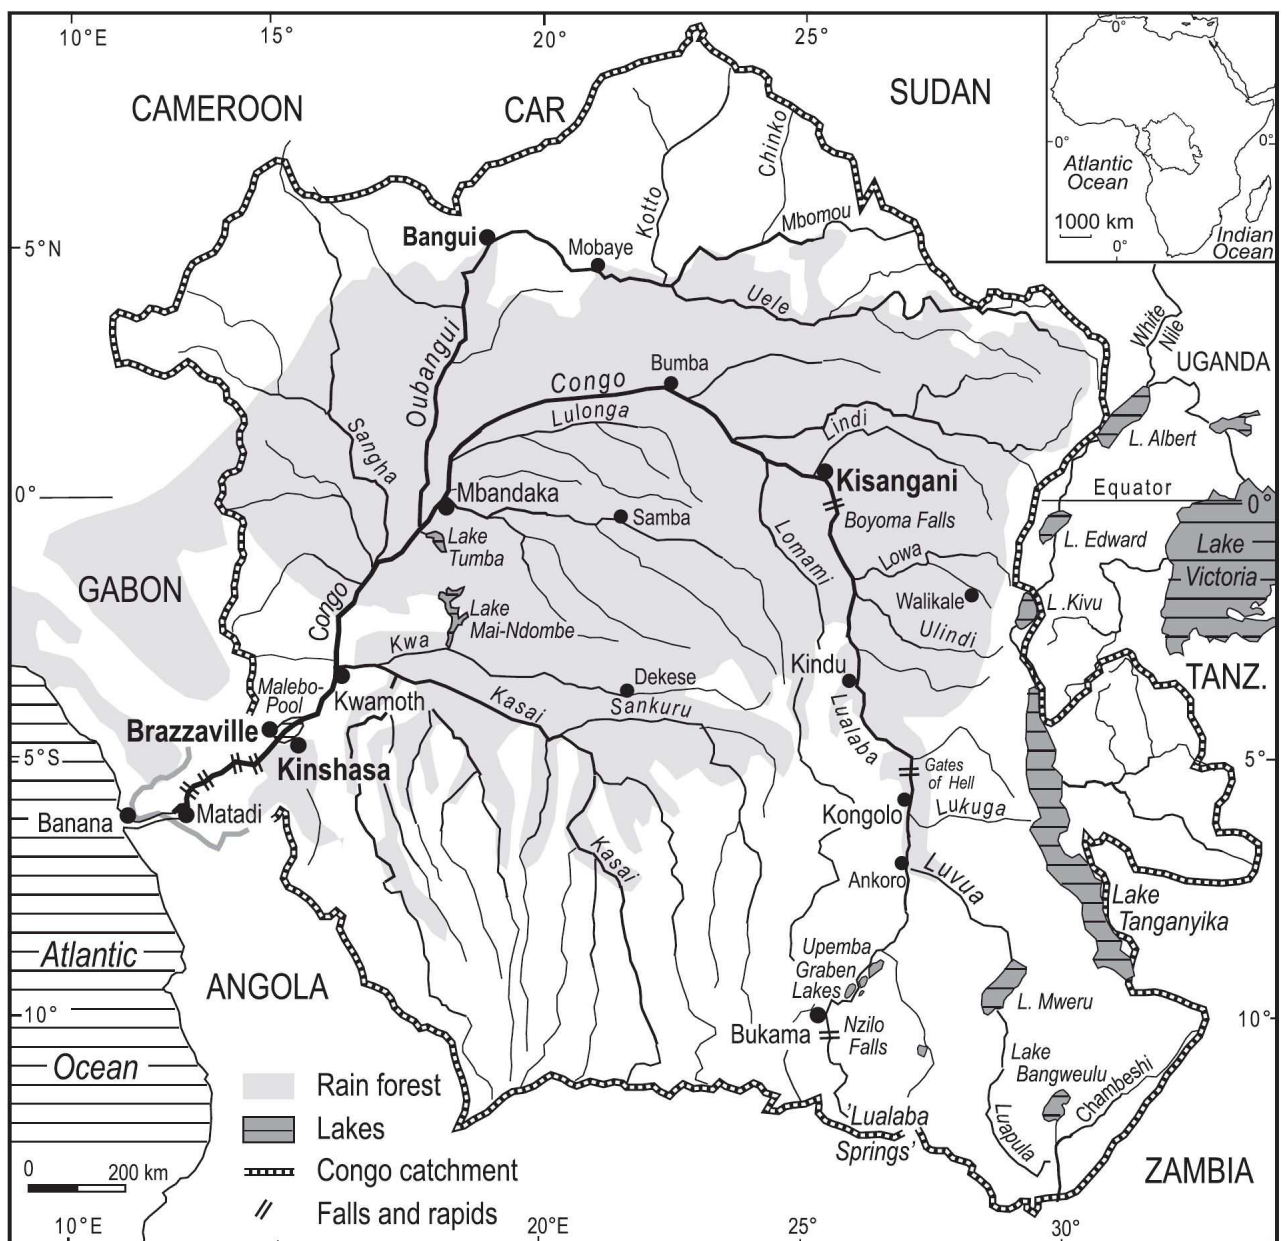 10°E
15°
20°
25°
0°
CAMEROON
CAR
SUDAN
Chinko
Kotto
Mbomou
0°
0°
Atlantic
Ocean
1000 km
0°
Indian
Ocean
5°N
Bangui
Mobaye
Uele
White
Nile
UGANDA
Oubangui
Bumba
Congo
Lulonga
Lindi
L. Albert
Sangha
Kisangani
Mbandaka
Equator
0°
0°
Samba
Boyoma Falls
Lake
Tumba
Lomami
Lowa
L. Edward
Lake
Victoria
GABON
Congo
Lake
Mai-Ndombe
Walikale
Ulindi
L .Kivu
Kwa
Kindu
TANZ.
Malebo-
Pool
Kwamoth
Dekese
Kasai
Sankuru
Brazzaville
Lualaba
Kinshasa
5°S
5°
Gates
of Hell
Banana
Matadi
Kongolo
Lukuga
Kasai
Ankoro
Luvua
Lake
Tanganyika
Atlantic
Ocean
ANGOLA
Upemba
Graben
Lakes
L. Mweru
10°
10°
Bukama
Nzilo
Falls
Lake
Bangweulu
Chambeshi
Luapula
'Lualaba
Springs'
ZAMBIA
Rain forest
Lakes
Congo catchment
Falls and rapids
0
200 km
10°E
20°E
25°
30°